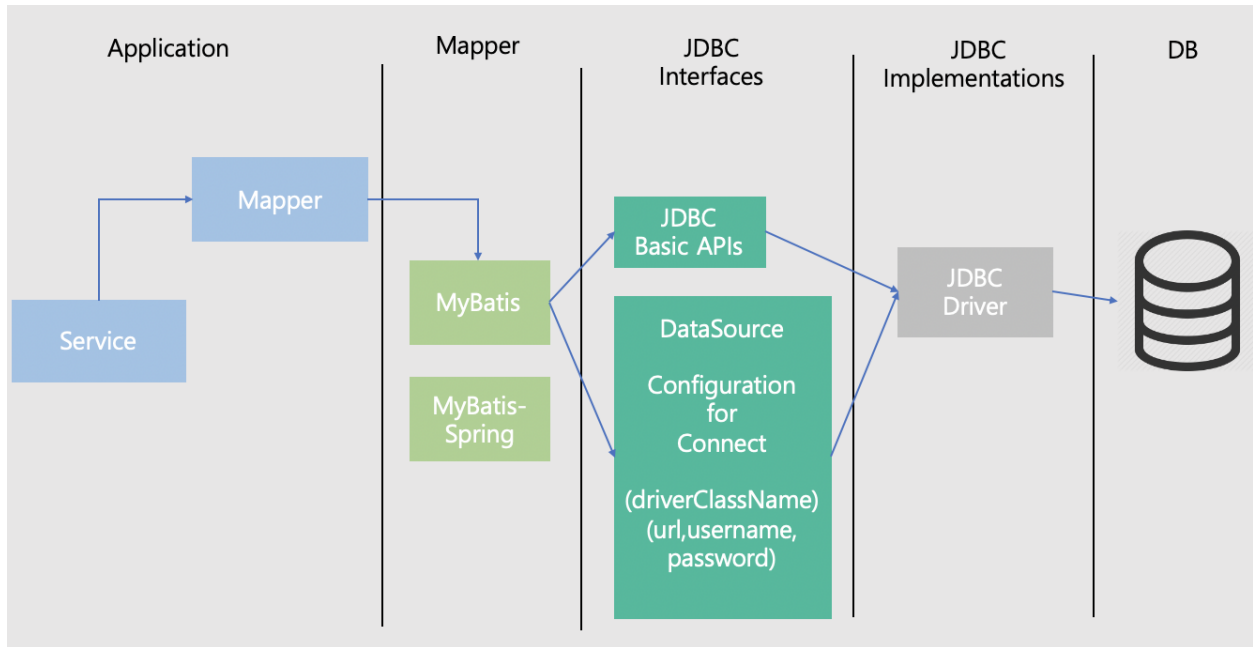 Application
Mapper
JDBC
Interfaces
JDBC
Implementations
DB
Mapper
Service
MyBatis
MyBatis-
Spring
JDBC
Basic APIs
DataSource
Configuration
for
Connect
(driverClassName)
(url,username,
password)
JDBC
Driver